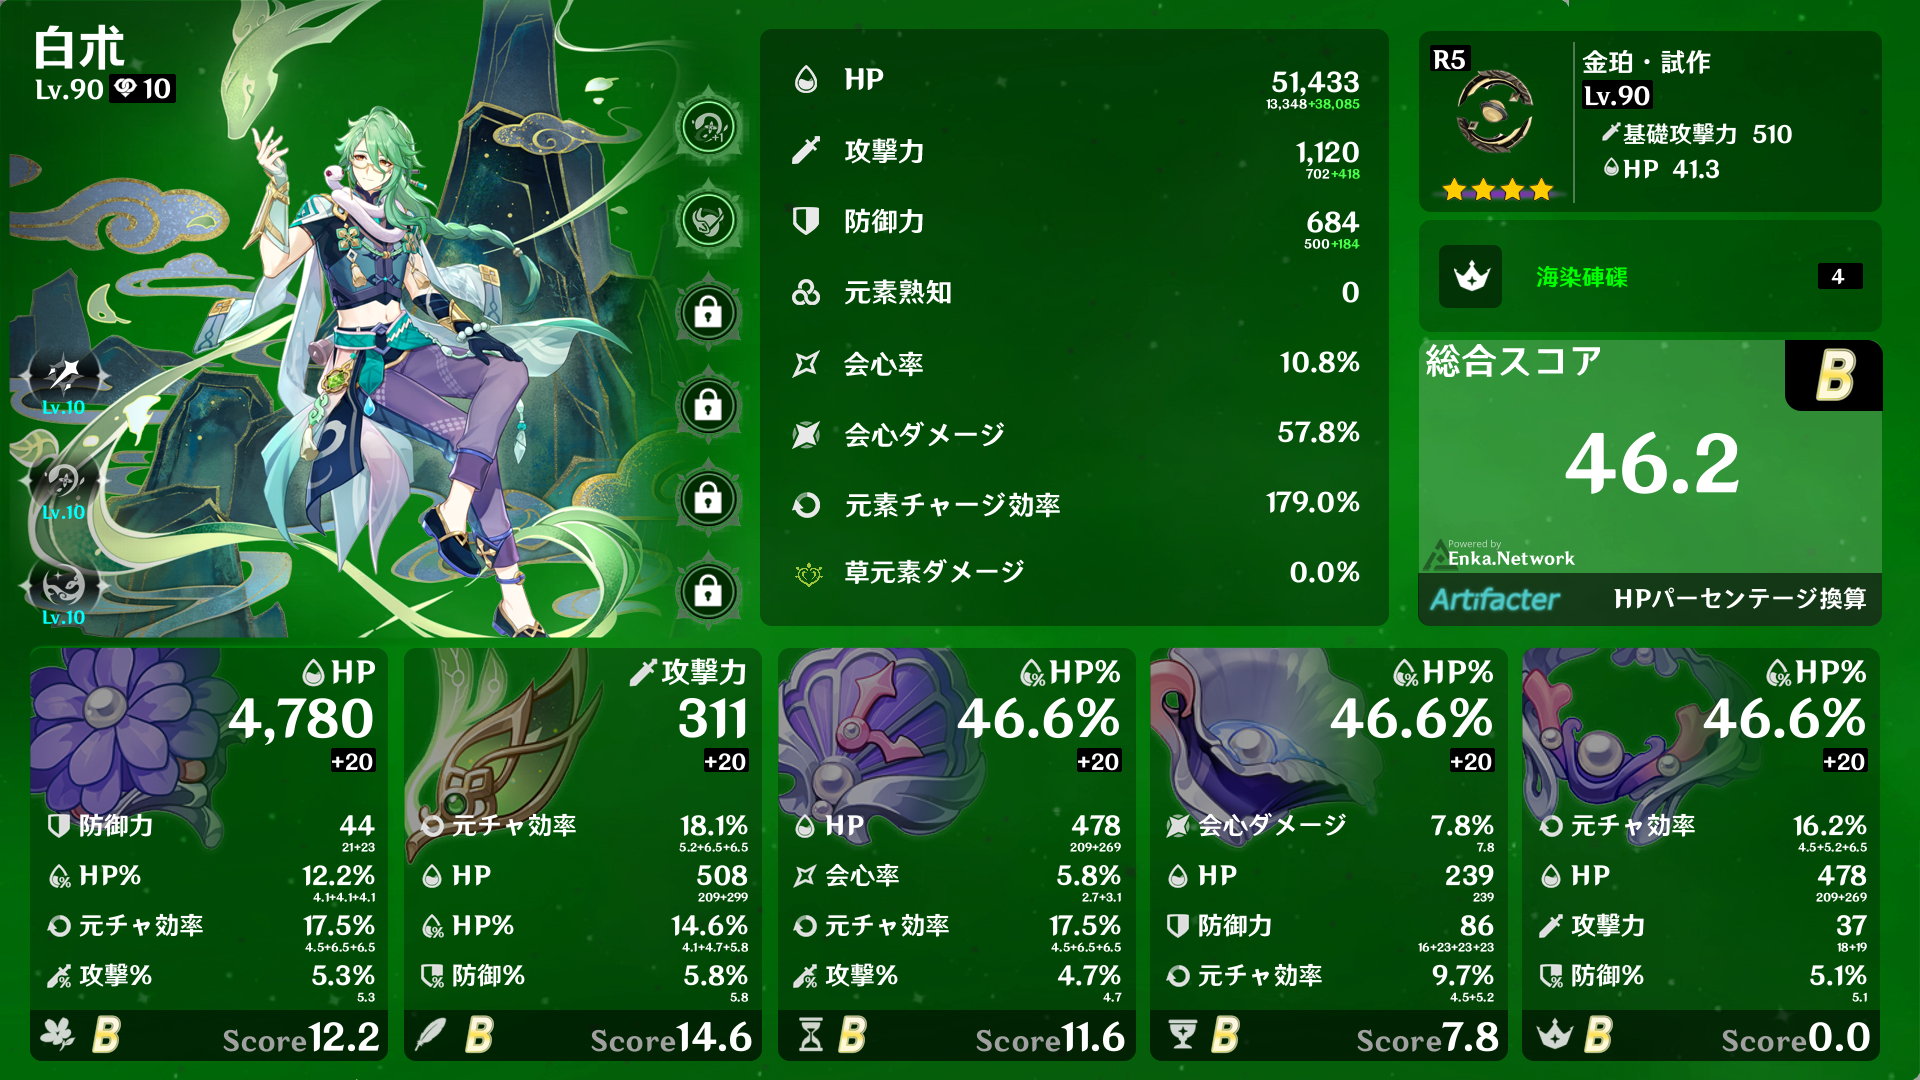 白朮
Lv.90 10
Lv.10
Lv.10
Lv.10
+1
HP 51,433
13,348+38,085
攻撃力 1,120
702+418
防御力 684
500+184
元素熟知 0
会心率 10.8%
会心ダメージ 57.8%
元素チャージ効率 179.0%
草元素ダメージ 0.0%
R5
金珀・試作
Lv.90
基礎攻撃力 510
HP 41.3
海染硨磲 4
総合スコア B
46.2
Powered by
Enka.Network
Artifacter HPパーセンテージ換算
HP
4,780
+20
防御力 44
21+23
HP% 12.2%
4.1+4.1+4.1
元チャ効率 17.5%
4.5+6.5+6.5
攻撃% 5.3%
5.3
B Score12.2
攻撃力
311
+20
元チャ効率 18.1%
5.2+6.5+6.5
HP 508
209+299
HP% 14.6%
4.1+4.7+5.8
防御% 5.8%
5.8
B Score14.6
HP%
46.6%
+20
HP 478
209+269
会心率 5.8%
2.7+3.1
元チャ効率 17.5%
4.5+6.5+6.5
攻撃% 4.7%
4.7
B Score11.6
HP%
46.6%
+20
会心ダメージ 7.8%
7.8
HP 239
239
防御力 86
16+23+23+23
元チャ効率 9.7%
4.5+5.2
B Score7.8
HP%
46.6%
+20
元チャ効率 16.2%
4.5+5.2+6.5
HP 478
209+269
攻撃力 37
18+19
防御% 5.1%
5.1
B Score0.0